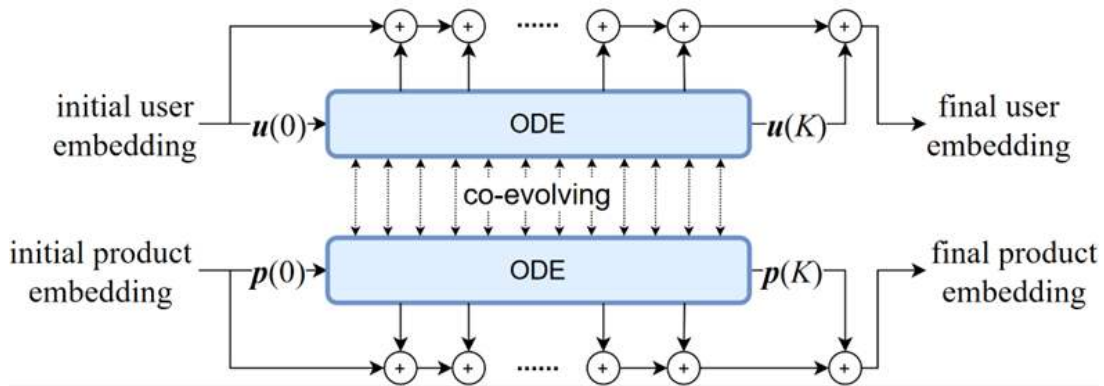 + + ······ + + +
initial user
embedding
u(0)
ODE
u(K)
final user
embedding
co-evolving
initial product
embedding
p(0)
ODE
p(K)
final product
embedding
+ + ······ + + +